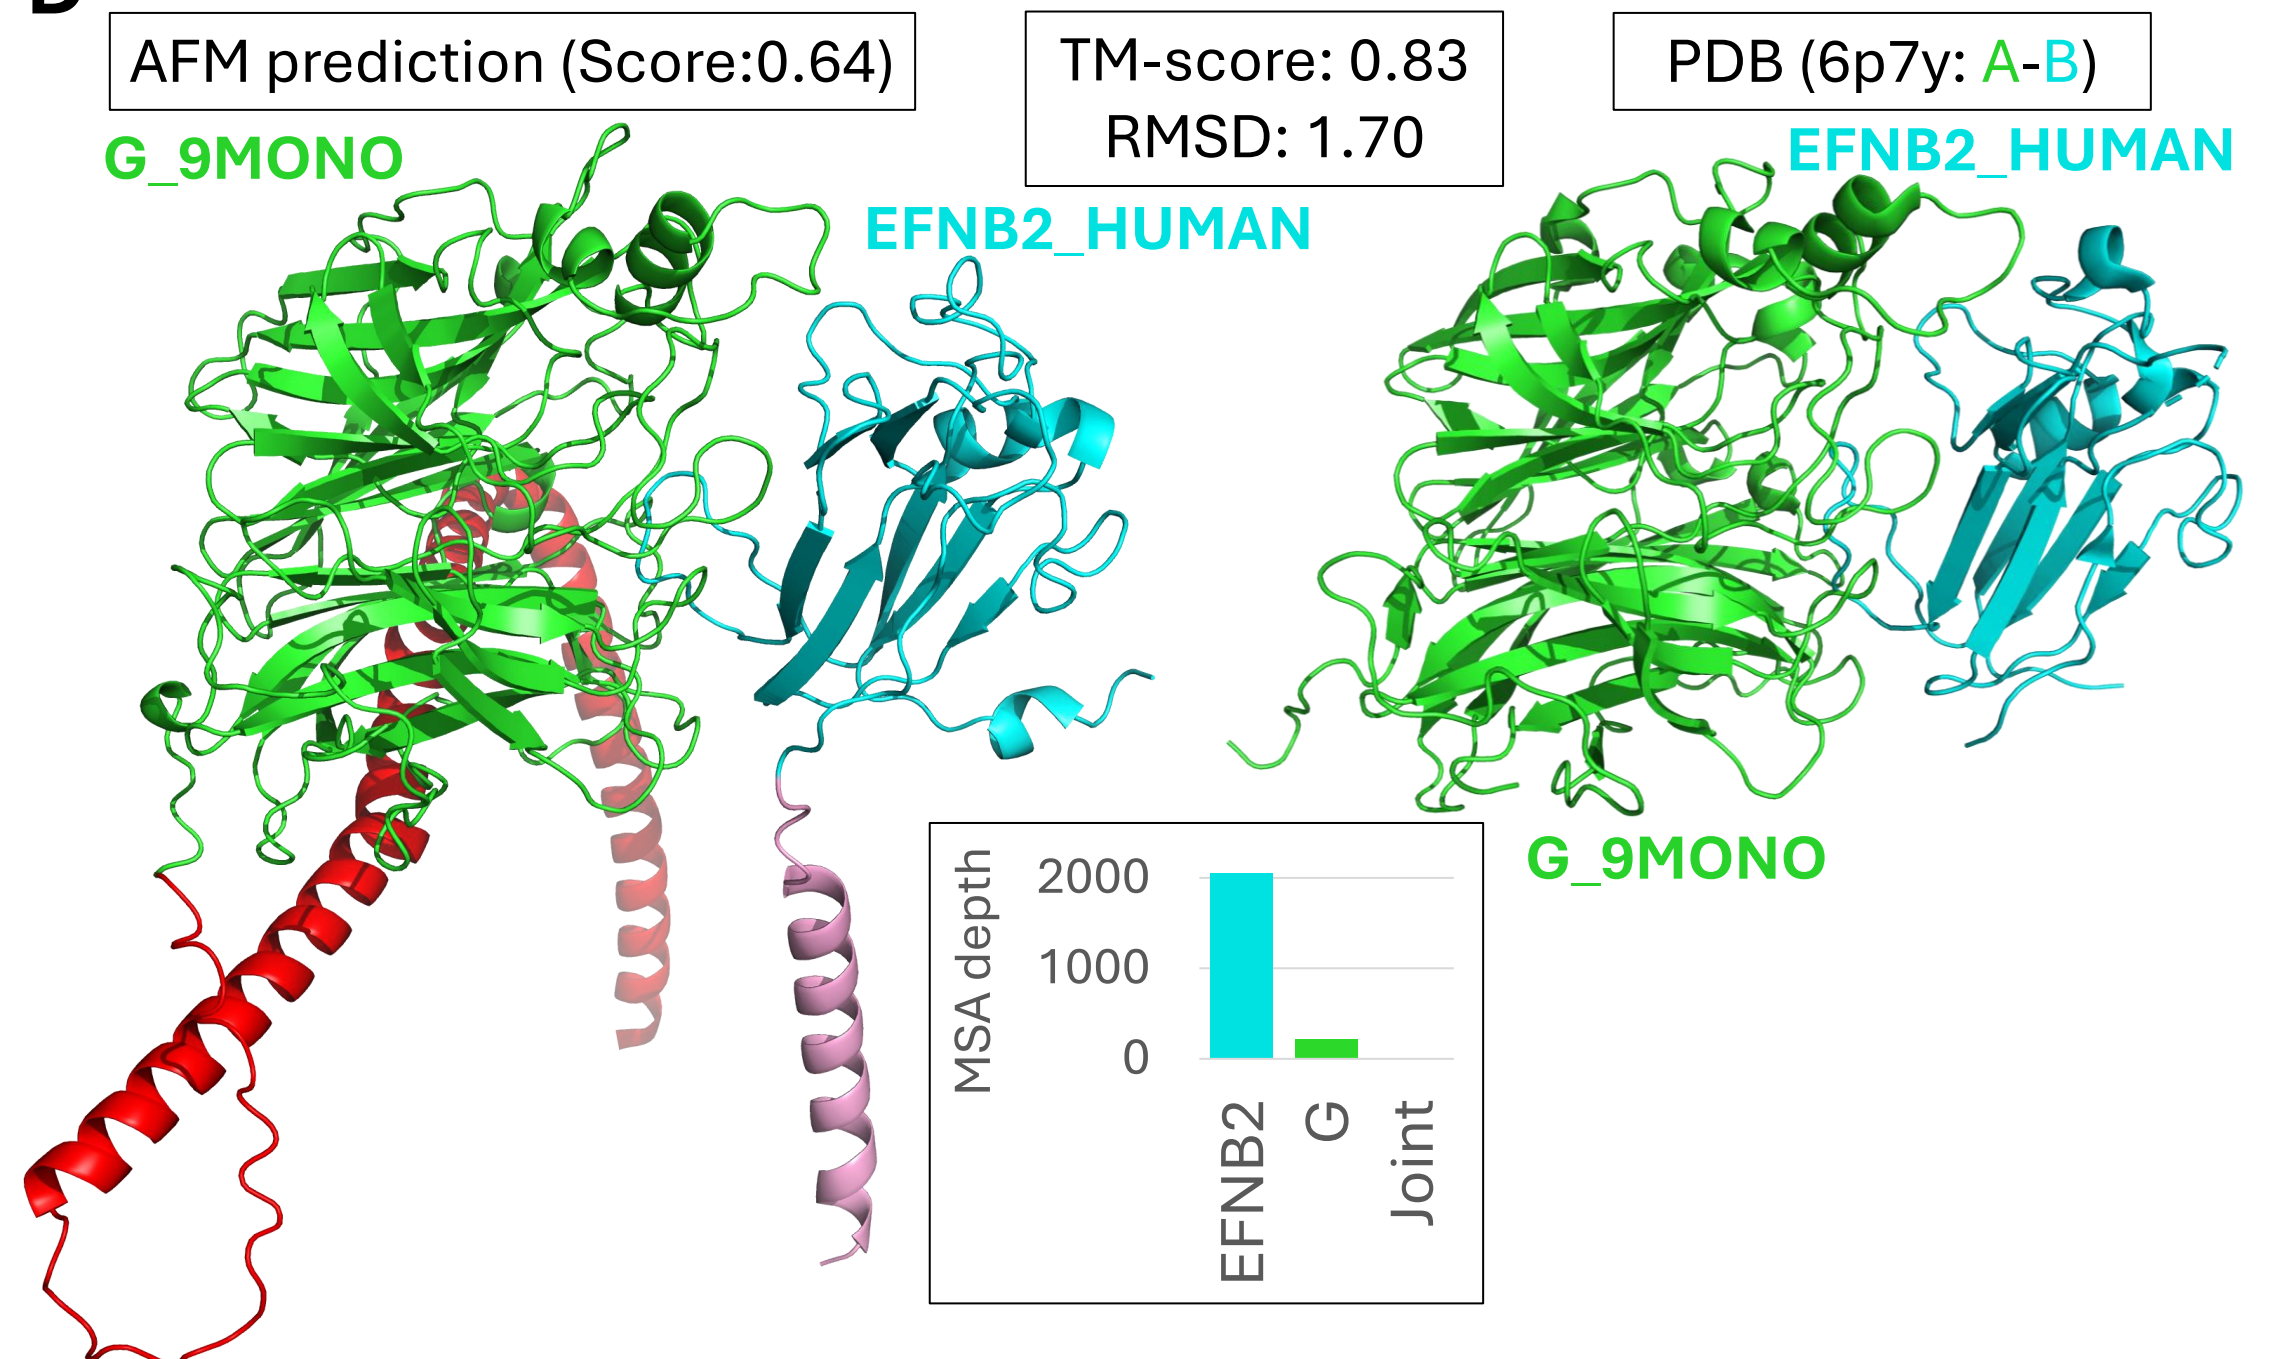 D
AFM prediction (Score:0.64)
TM-score: 0.83
RMSD: 1.70
PDB (6p7y: A-B)
G_9MONO
EFNB2_HUMAN
EFNB2_HUMAN
G_9MONO
MSA depth
2000
1000
0
EFNB2
G
Joint